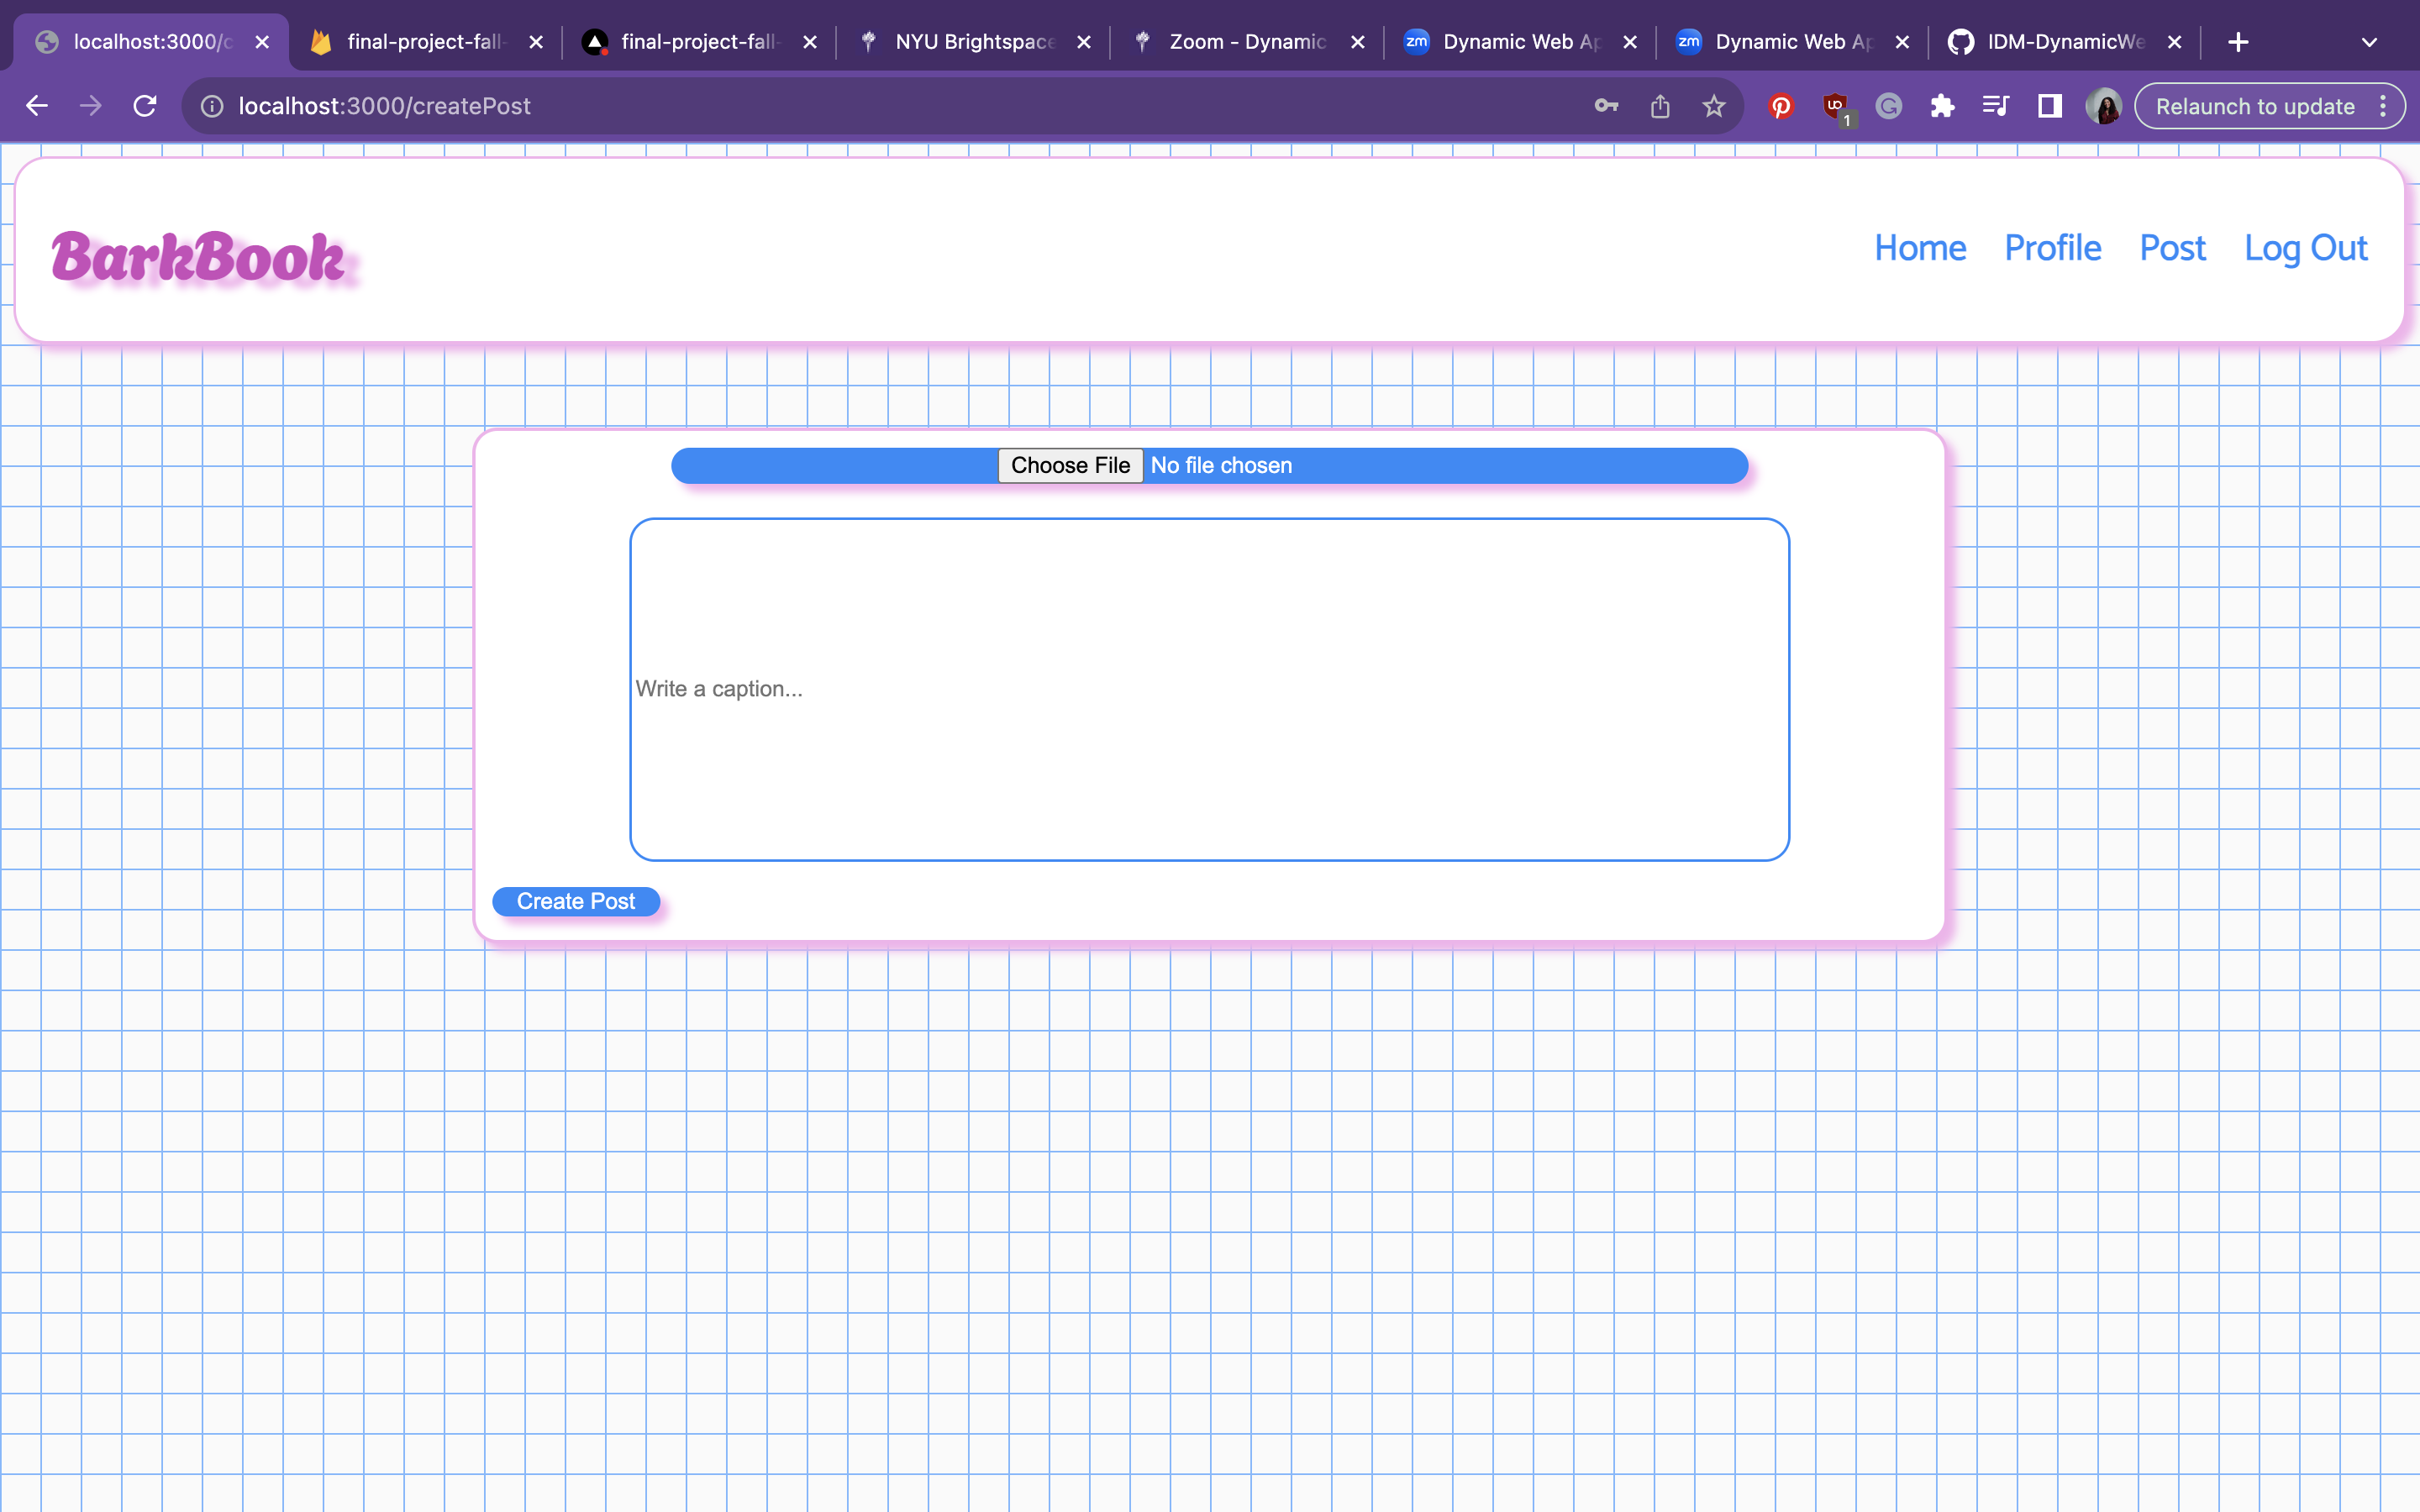 localhost:3000/c
final-project-fall-
final-project-fall-
NYU Brightspace
Zoom - Dynamic
zm
Dynamic Web Ap
zm
Dynamic Web Ap
IDM-DynamicWe
localhost:3000/createPost
1
Relaunch to update
BarkBook
Home
Profile
Post
Log Out
Choose File
No file chosen
Write a caption...
Create Post